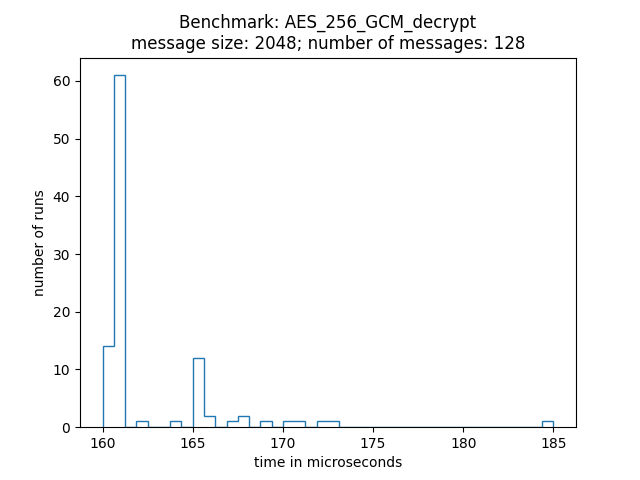 Benchmark: AES_256_GCM_decrypt
message size: 2048; number of messages: 128
60
50
40
30
20
10
0
number of runs
160 165 170 175 180 185
time in microseconds